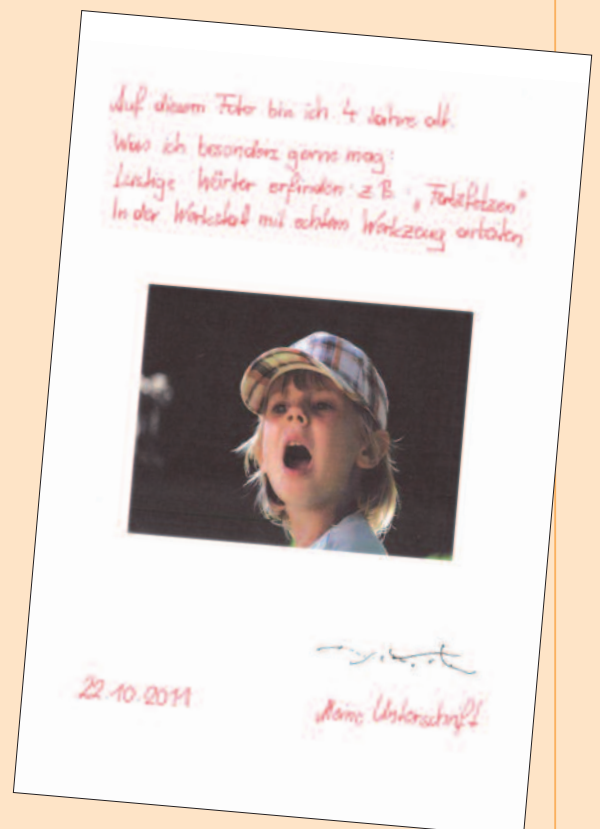 Auf diesem Foto bin ich 4 Jahre alt.
Was ich besonders gerne mag:
Lustige Wörter erfinden z.B. „
In der Werkstatt mit echtem Werkzeug arbeiten
22.10.2011
Meine Unterschrift